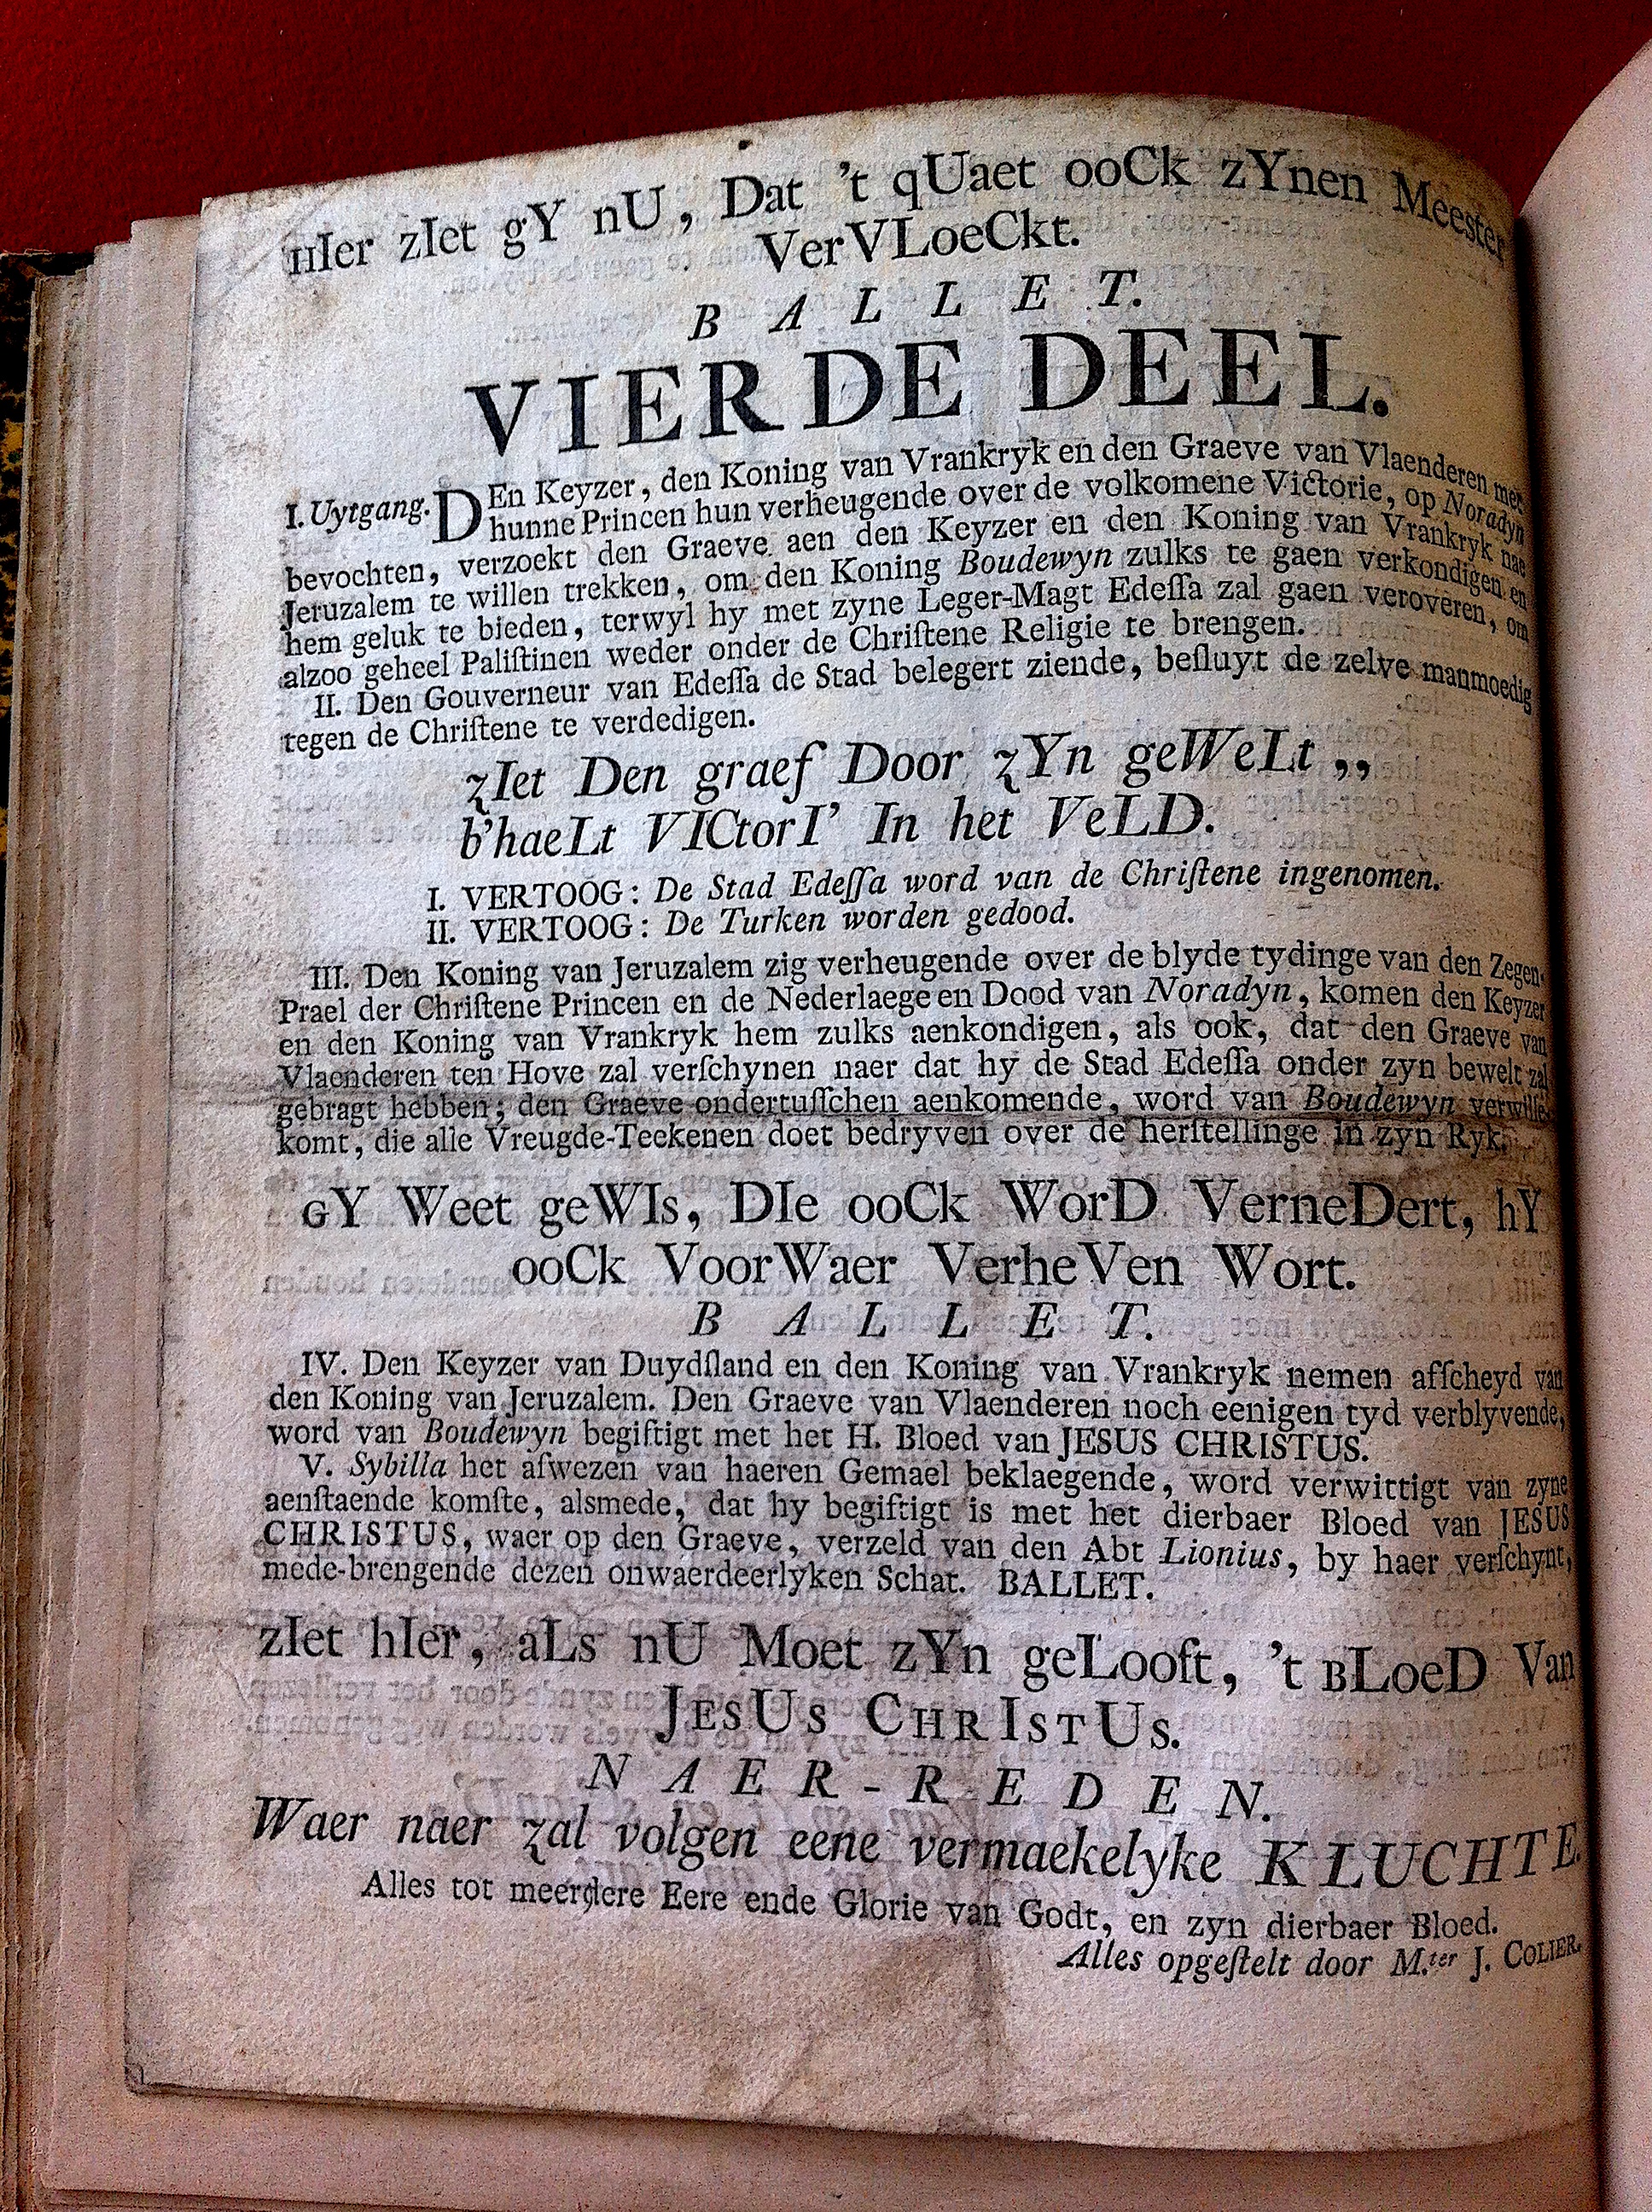 HIer zIet gY nU, Dat 't qUaet ooCk zYnen Meester
VerVLoeCkt.
BALLET.
VIERDE DEEL.
I. Uytgang. DEn Keyzer, den Koning van Vrankryk en den Graeve van Vlaenderen met
hunne Princen hun verheugende over de volkomene Victorie, op Noradyn
bevochten, verzoekt den Graeve aen den Keyzer en den Koning van Vrankryk nae
Jeruzalem te willen trekken, om den Koning Boudewyn zulks te gaen verkondigen en
hem geluk te bieden, terwyl hy met zyne Leger-Magt Edeſſa zal gaen veroveren, om
alzoo geheel Paliſtinen weder onder de Chriſtene Religie te brengen.
II. Den Gouverneur van Edeſſa de Stad belegert ziende, beſluyt de zelve manmoedig
tegen de Chriſtene te verdedigen.
zIet Den graef Door zYn geWeLt ,,
b'haeLt VICtorI' In het VeLD.
I. VERTOOG: De Stad Edeſſa word van de Chriſtene ingenomen.
II. VERTOOG: De Turken worden gedood.
III. Den Koning van Jeruzalem zig verheugende over de blyde tydinge van den Zegen-
Prael der Chriſtene Princen en de Nederlaege en Dood van Noradyn, komen den Keyzer
en den Koning van Vrankryk hem zulks aenkondigen, als ook, dat den Graeve van
Vlaenderen ten Hove zal verſchynen naer dat hy de Stad Edeſſa onder zyn bewelt zal
gebragt hebben; den Graeve ondertuſſchen aenkomende, word van Boudewyn verwille-
komt, die alle Vreugde-Teekenen doet bedryven over de herſtellinge in zyn Ryk.
GY Weet geWIs, DIe ooCk WorD VerneDert, hY
ooCk VoorWaer VerheVen Wort.
BALLET.
IV. Den Keyzer van Duydſland en den Koning van Vrankryk nemen afſcheyd van
den Koning van Jeruzalem. Den Graeve van Vlaenderen noch eenigen tyd verblyvende,
word van Boudewyn begiftigt met het H. Bloed van JESUS CHRISTUS.
V. Sybilla het afwezen van haeren Gemael beklaegende, word verwittigt van zyne
aenſtaende komſte, alsmede, dat hy begiftigt is met het dierbaer Bloed van JESUS
CHRISTUS, waer op den Graeve, verzeld van den Abt Lionius, by haer verſchynt,
mede-brengende dezen onwaerdeerlyken Schat. BALLET.
zIet hIer, aLs nU Moet zYn geLooft, 't BLoeD Van
JESUS CHRISTUS.
NAER-REDEN.
Waer naer zal volgen eene vermaekelyke KLUCHTE.
Alles tot meerdere Eere ende Glorie van Godt, en zyn dierbaer Bloed.
Alles opgeſtelt door M.ter J. COLIER.